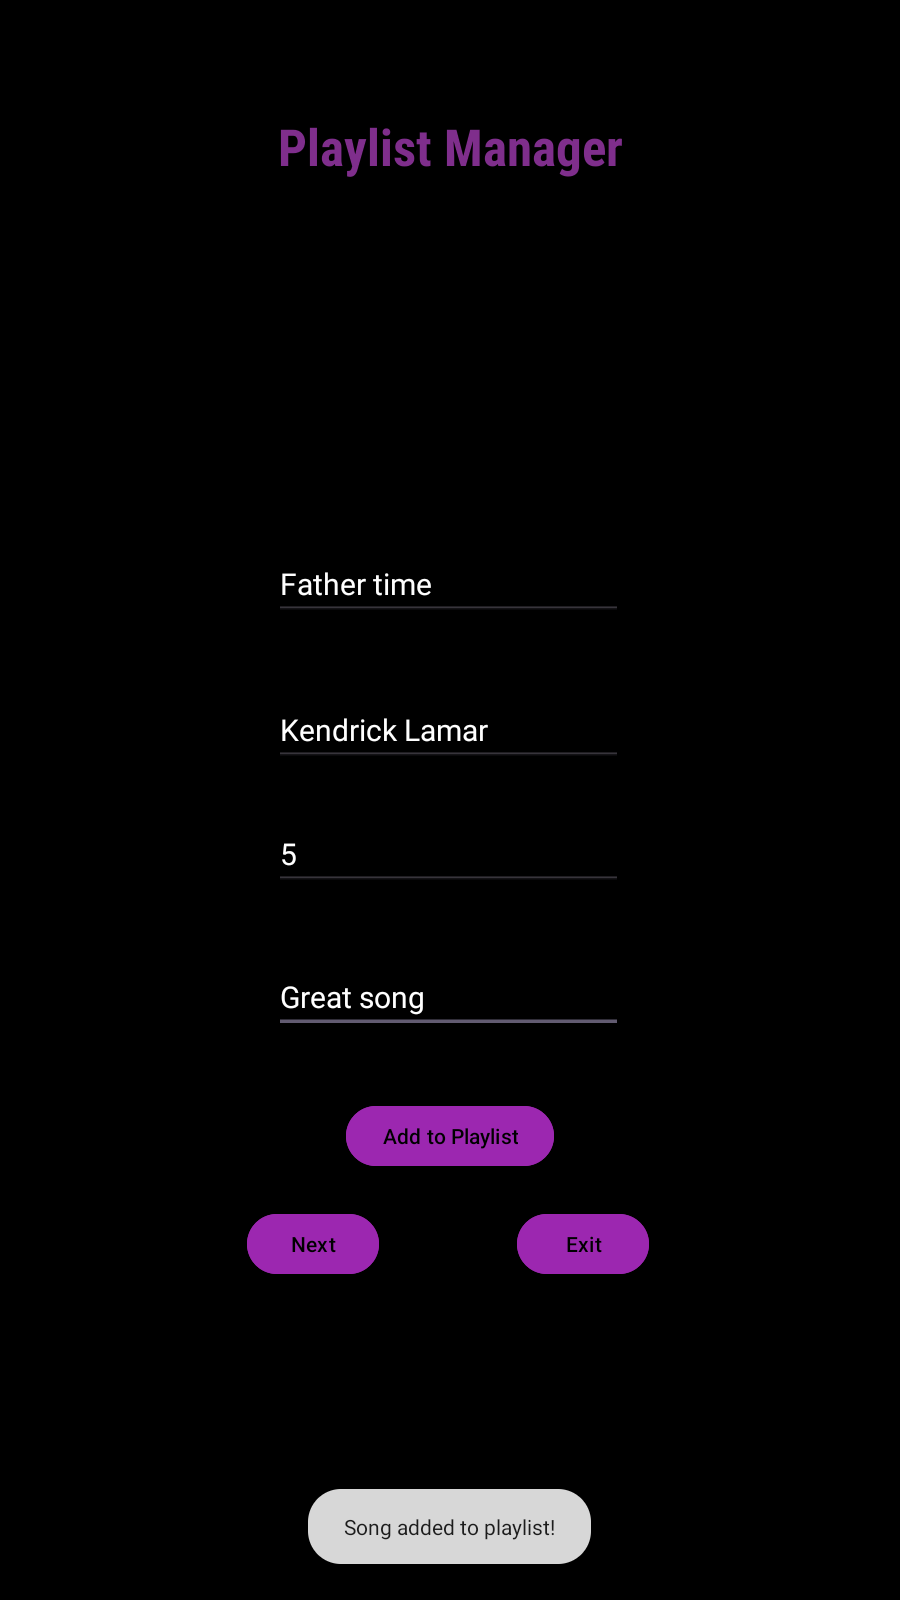 Playlist Manager
Father time
Kendrick Lamar
5
Great song
Add to Playlist
Next
Exit
Song added to playlist!